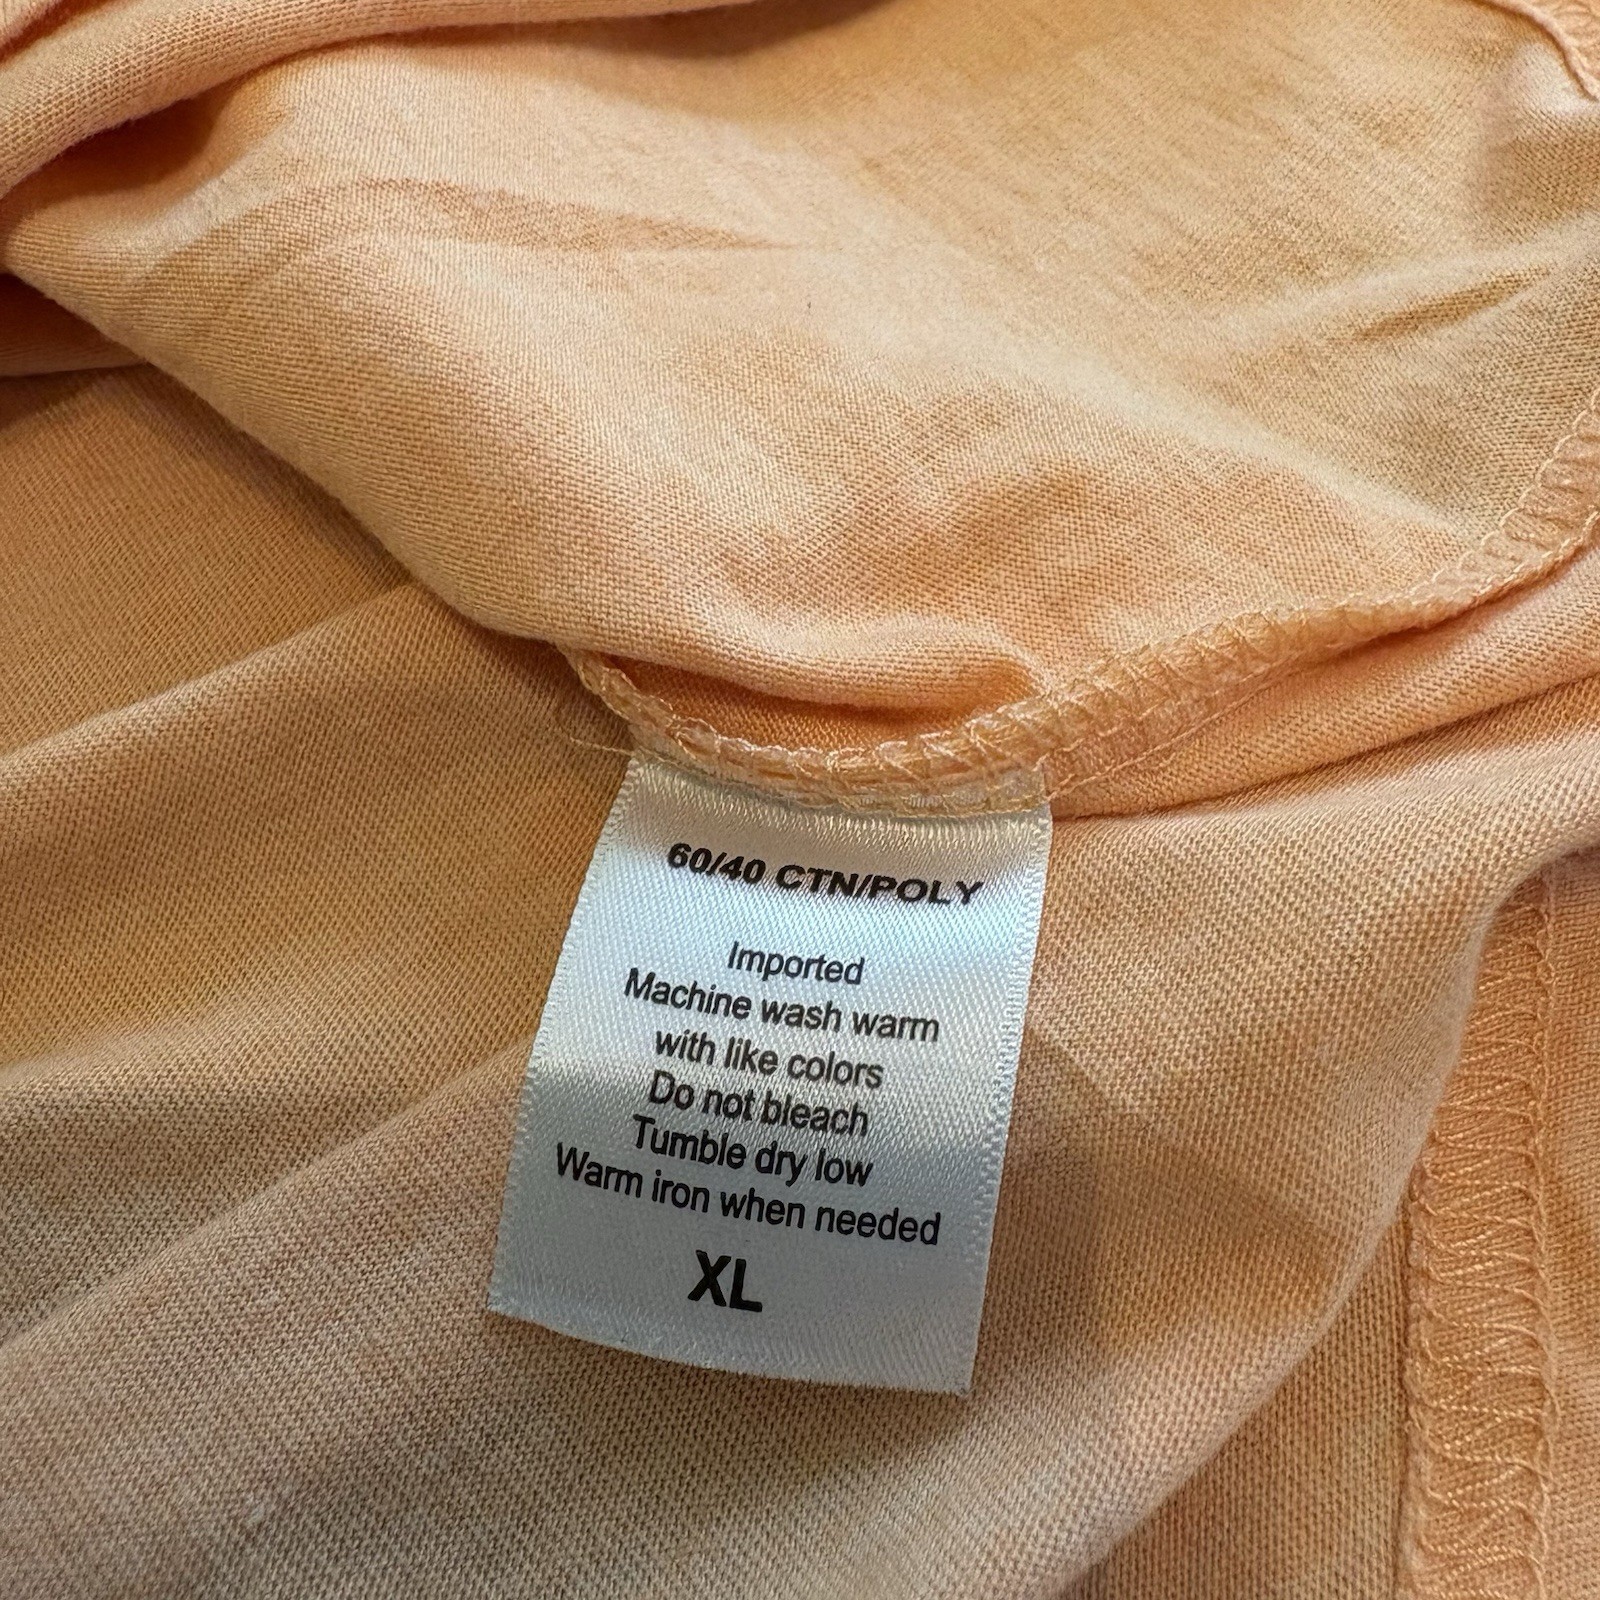 60/40 CTN/POLY
Imported
Machine wash warm
with like colors
Do not bleach
Tumble dry low
Warm iron when needed
XL